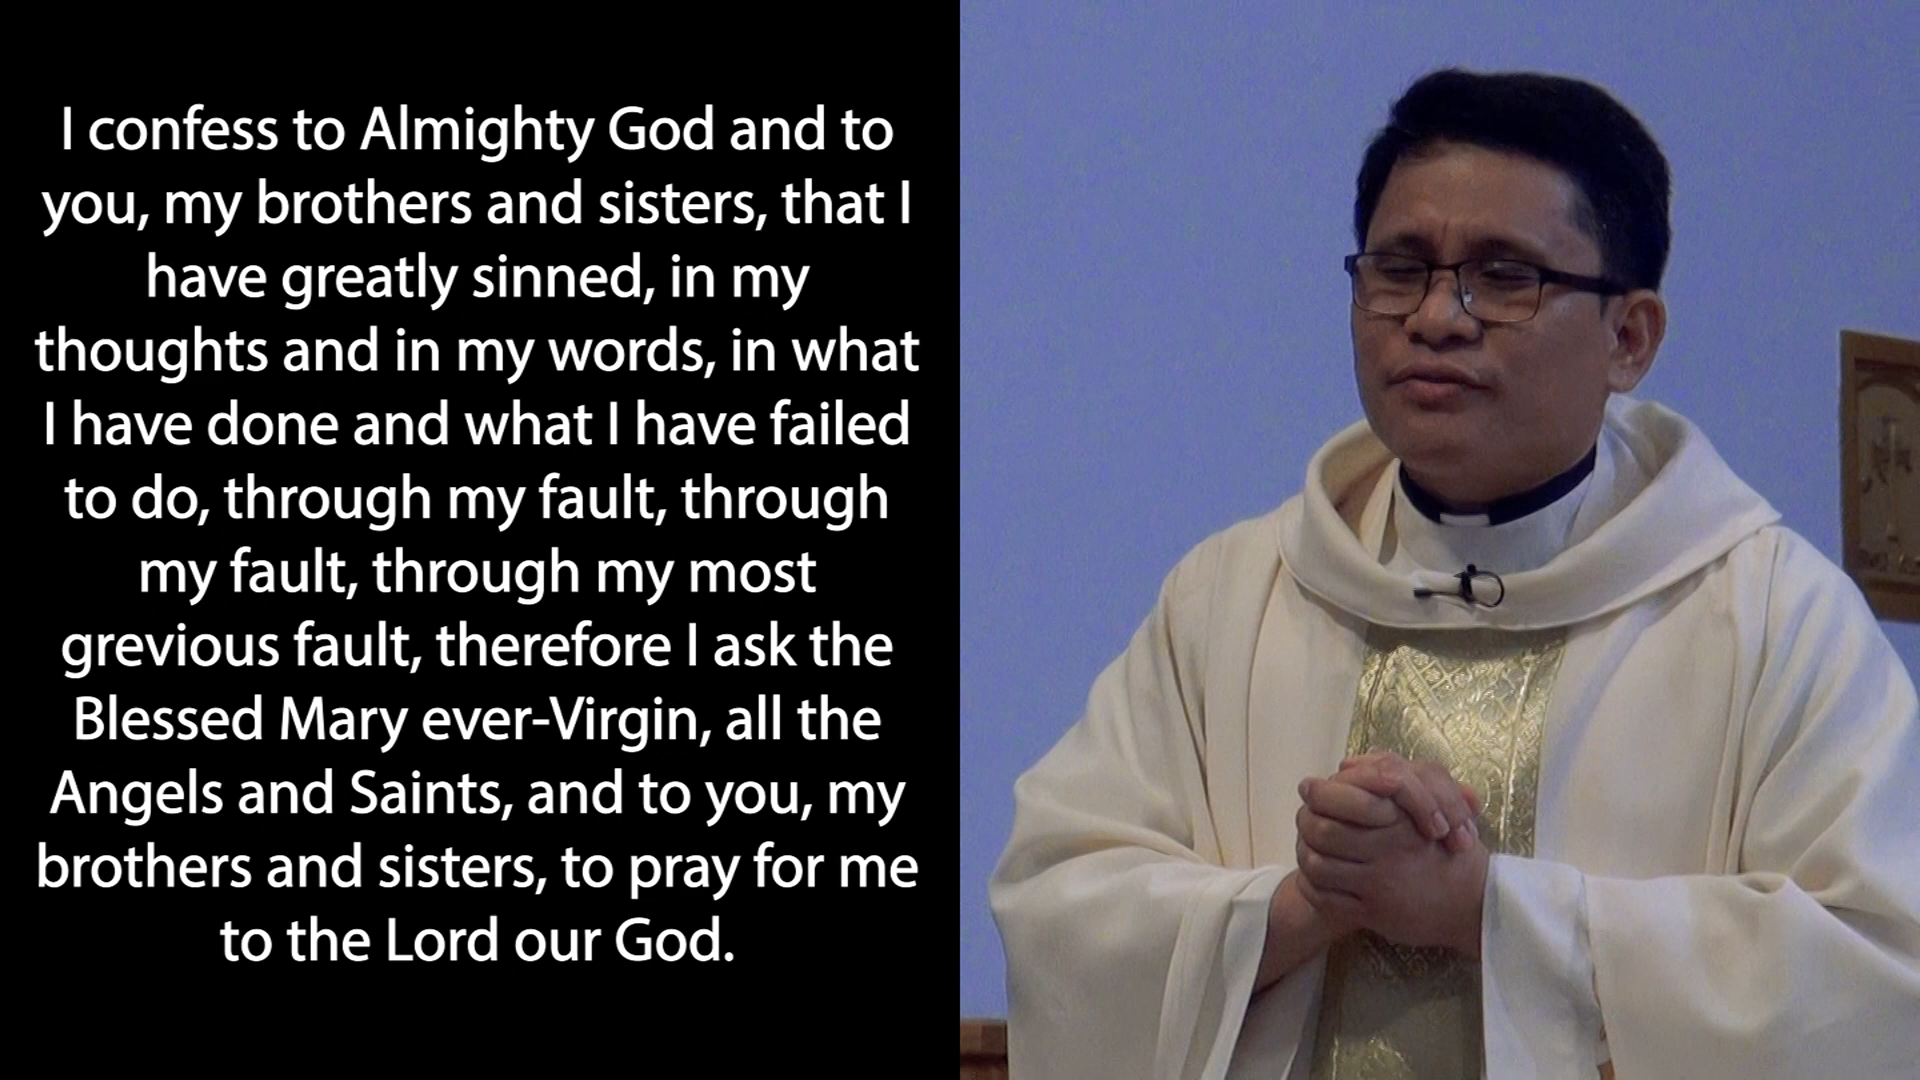 I confess to Almighty God and to
you, my brothers and sisters, that I
have greatly sinned, in my
thoughts and in my words, in what
I have done and what I have failed
to do, through my fault, through
my fault, through my most
grevious fault, therefore I ask the
Blessed Mary ever-Virgin, all the
Angels and Saints, and to you, my
brothers and sisters, to pray for me
to the Lord our God.